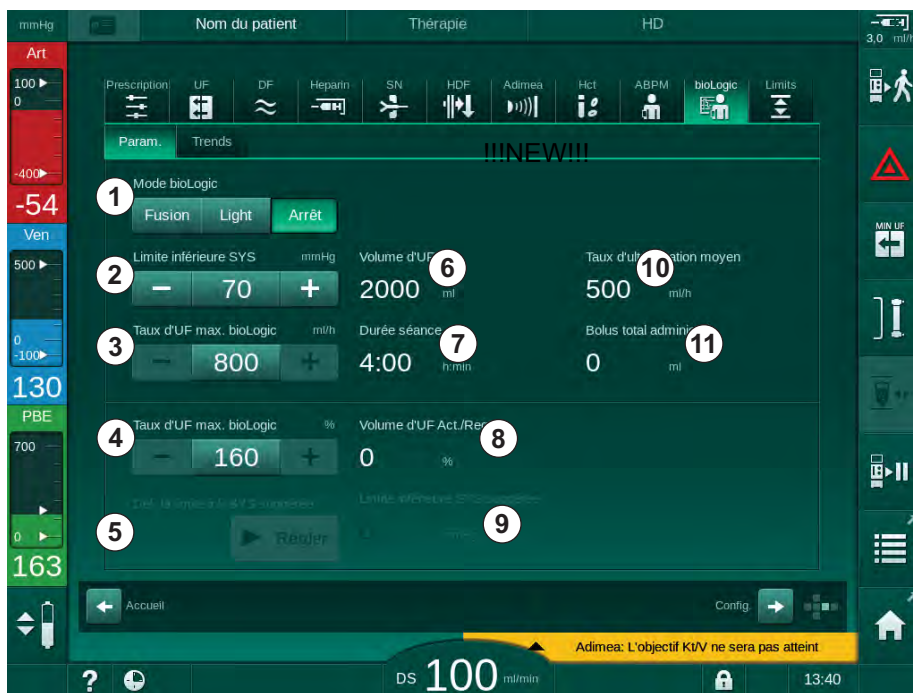 mmHg
Nom du patient
Thérapie
HD
3,0 ml/h
Art
100
0
-400
-54
Ven
500
0
-100
130
PBE
700
0
163
Prescription
UF
DF
Heparin
SN
HDF
Adimea
Hct
ABPM
bioLogic
Limits
Param.
Trends
!!!NEW!!!
1
Mode bioLogic
Fusion
Light
Arrêt
2
Limite inférieure SYS mmHg
− 70 +
6
Volume d'UF
2000 ml
10
Taux d'ultrafiltration moyen
500 ml/h
3
Taux d'UF max. bioLogic ml/h
− 800 +
7
Durée séance
4:00 h:min
11
Bolus total
0 ml
4
Taux d'UF max. bioLogic %
− 160 +
8
Volume d'UF Act./Req
0 %
5
Régler
9
Limite inférieure SYS suggérée
MIN UF
Accueil
Config.
Adimea: L'objectif Kt/V ne sera pas atteint
?
DS 100 ml/min
13:40